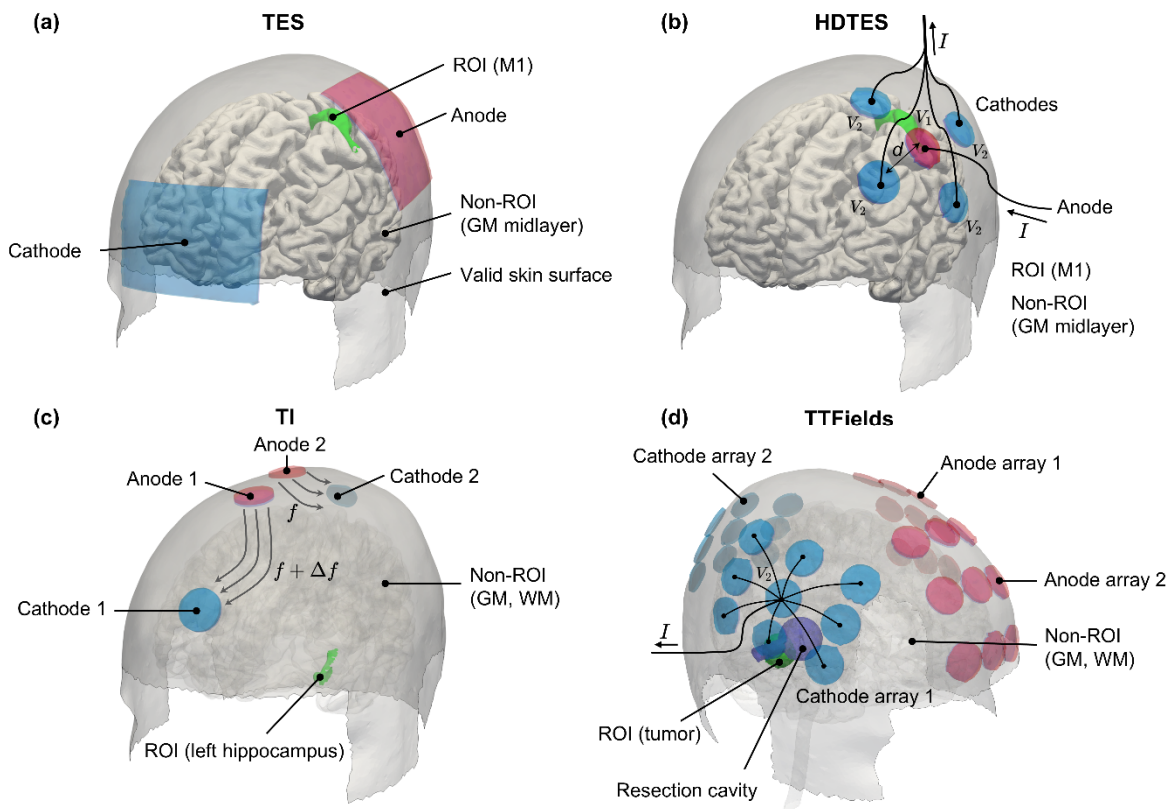 (a)
TES
ROI (M1)
Anode
Non-ROI
(GM midlayer)
Cathode
Valid skin surface
(b)
HDTES
I
Cathodes
V₂
V₁
V₂
d
V₂
V₂
Anode
I
ROI (M1)
Non-ROI
(GM midlayer)
(c)
TI
Anode 2
Anode 1
Cathode 2
f
f + Δf
Non-ROI
(GM, WM)
Cathode 1
ROI (left hippocampus)
(d)
TTFields
Cathode array 2
Anode array 1
V₂
Anode array 2
I
Non-ROI
(GM, WM)
Cathode array 1
ROI (tumor)
Resection cavity